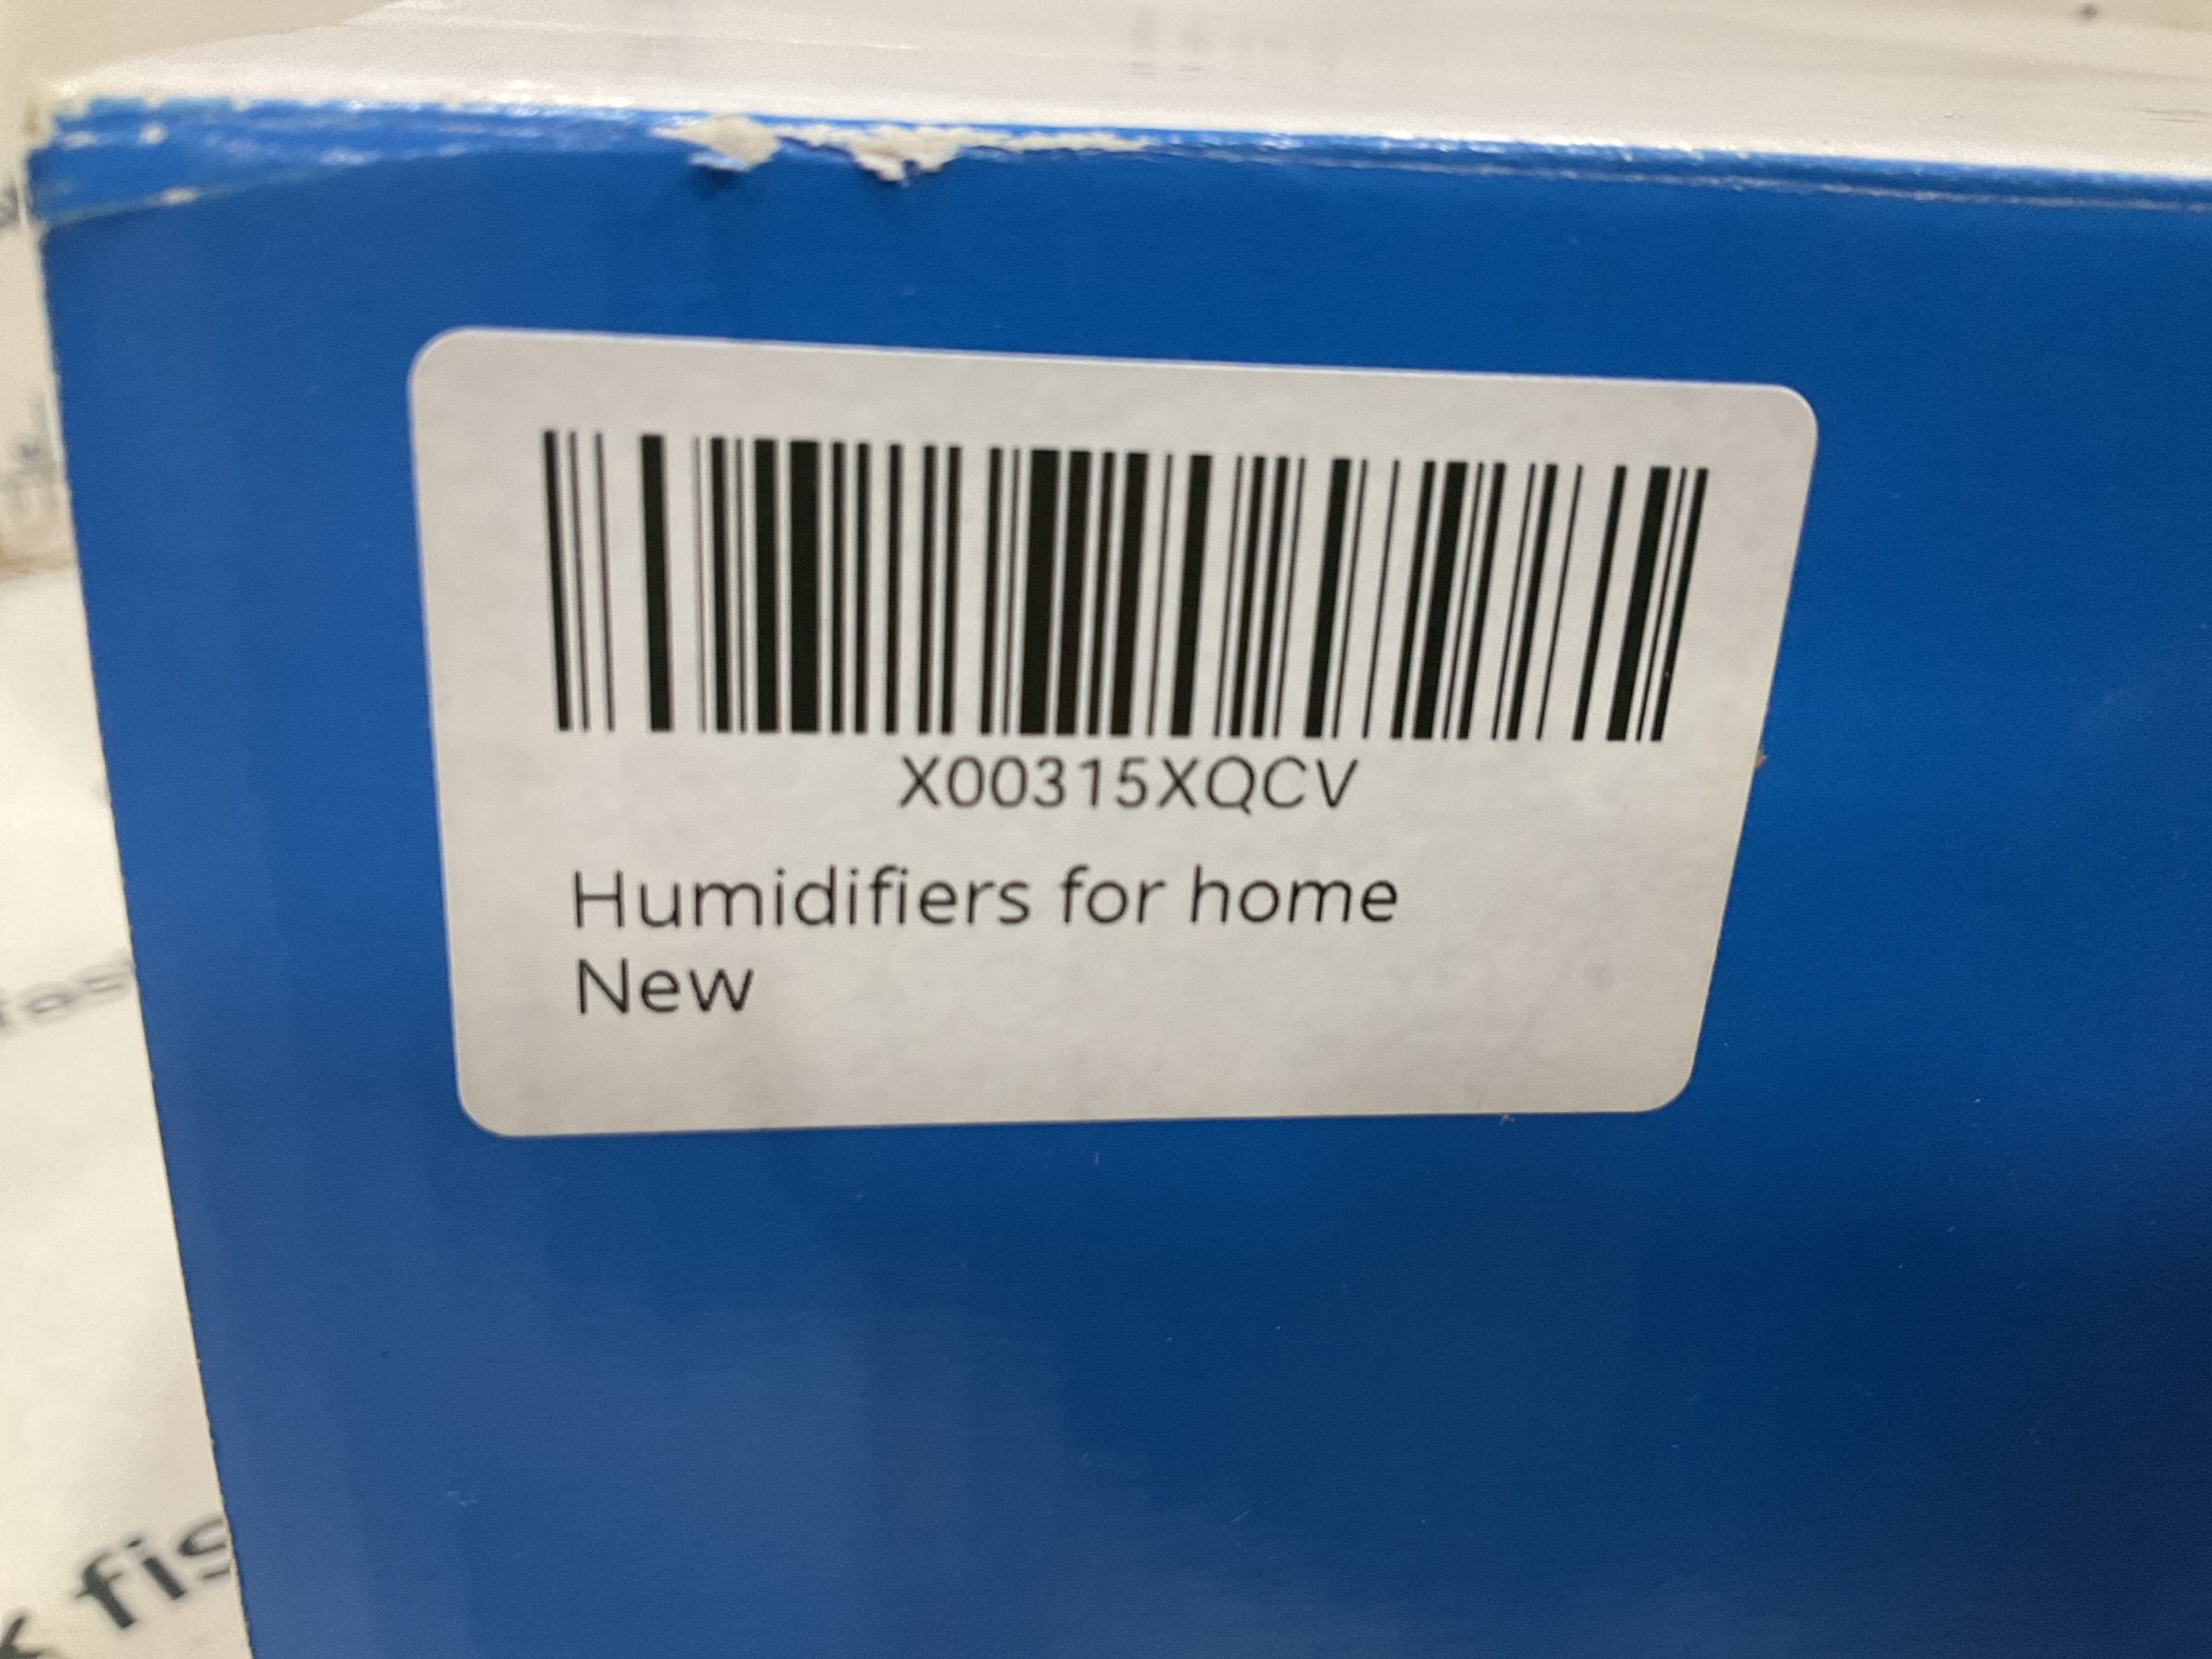 X00315XQCV
Humidifiers for home
New